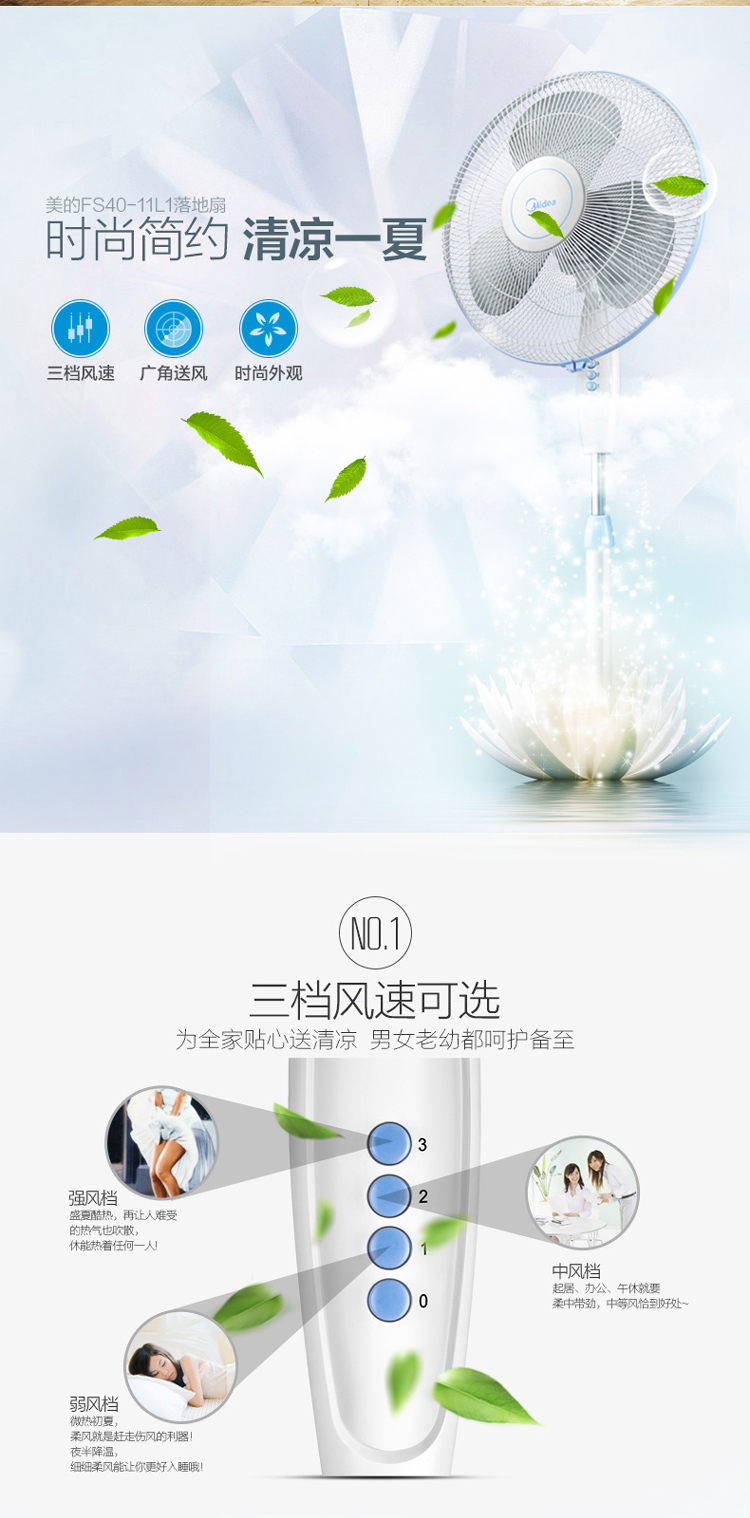 美的FS40-11L1落地扇
时尚简约 清凉一夏
Midea
三档风速 广角送风 时尚外观
NO.1
三档风速可选
为全家贴心送清凉 男女老幼都呵护备至
3
2
1
0
强风档
盛夏酷热，再让人难受
的热气也吹散，
休能热着任何一人!
中风档
起居、办公、午休就要
柔中带劲，中等风恰到好处~
弱风档
微热初夏，
柔风就是赶走伤风的利器!
夜半降温，
细细柔风能让你更好入睡哦!